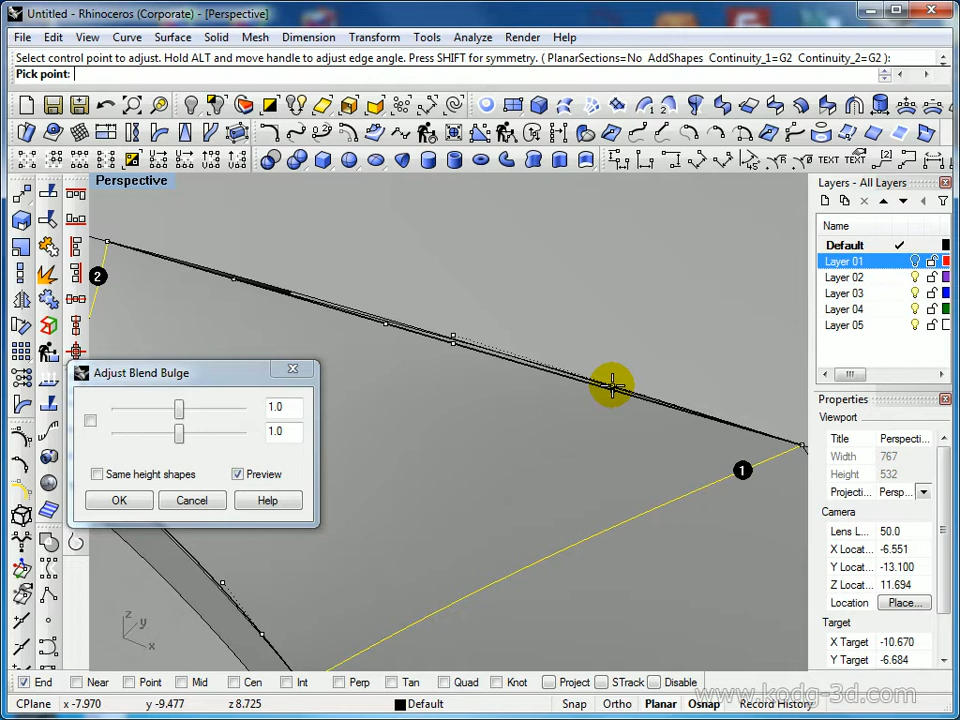 Untitled - Rhinoceros (Corporate) - [Perspective]
File Edit View Curve Surface Solid Mesh Dimension Transform Tools Analyze Render Help
Select control point to adjust. Hold ALT and move handle to adjust edge angle. Press SHIFT for symmetry. ( PlanarSections=No AddShapes Continuity_1=G2 Continuity_2=G2 ):
Pick point:
TEXT TEXT
Perspective
Layers - All Layers
Name
Default
Layer 01
Layer 02
Layer 03
Layer 04
Layer 05
2
Adjust Blend Bulge
1.0
1.0
Same height shapes Preview
OK Cancel Help
1
Properties
Viewport
Title Perspecti...
Width 767
Height 532
Projecti... Persp...
Camera
Lens L... 50.0
X Locat... -6.551
Y Locat... -13.100
Z Locat... 11.694
Location Place...
Target
X Target -10.670
Y Target -6.684
z y x
End Near Point Mid Cen Int Perp Tan Quad Knot Project STrack Disable
www.kodg-3d.com
CPlane x -7.970 y -9.477 z 8.725 Default Snap Ortho Planar Osnap Record History